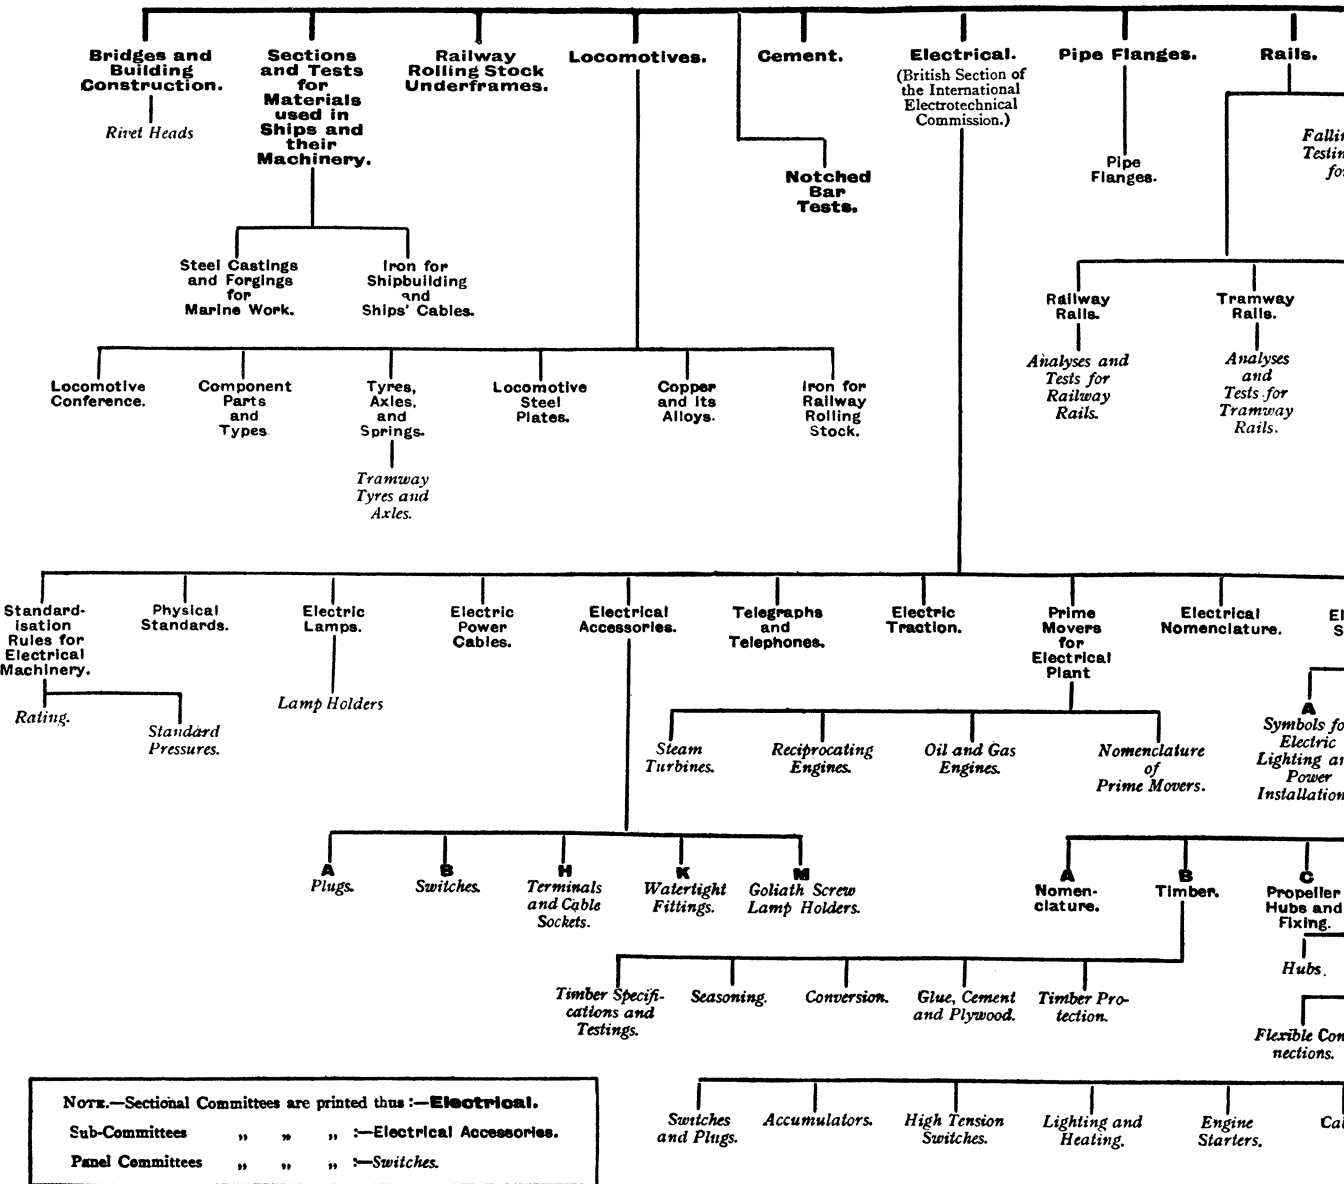 Bridges and
Building
Construction.
Rivet Heads
Sections
and Tests
for
Materials
used in
Ships and
their
Machinery.
Railway
Rolling Stock
Underframes.
Locomotives.
Cement.
Notched
Bar
Tests.
Electrical.
(British Section of
the International
Electrotechnical
Commission.)
Pipe Flanges.
Pipe
Flanges.
Rails.
Steel Castings
and Forgings
for
Marine Work.
Iron for
Shipbuilding
and
Ships' Cables.
Railway
Rails.
Analyses and
Tests for
Railway
Rails.
Tramway
Rails.
Analyses
and
Tests for
Tramway
Rails.
Locomotive
Conference.
Component
Parts
and
Types
Tyres,
Axles,
and
Springs.
Tramway
Tyres and
Axles.
Locomotive
Steel
Plates.
Copper
and its
Alloys.
Iron for
Railway
Rolling
Stock.
Standard-
isation
Rules for
Electrical
Machinery.
Rating.
Standard
Pressures.
Physical
Standards.
Electric
Lamps.
Lamp Holders
Electric
Power
Cables.
Electrical
Accessories.
Telegraphs
and
Telephones.
Electric
Traction.
Prime
Movers
for
Electrical
Plant
Electrical
Nomenclature.
Steam
Turbines.
Reciprocating
Engines.
Oil and Gas
Engines.
Nomenclature
of
Prime Movers.
A
Symbols
Electric
Lighting
Power
A
Plugs.
B
Switches.
H
Terminals
and Cable
Sockets.
K
Watertight
Fittings.
M
Goliath Screw
Lamp Holders.
A
Nomen-
clature.
B
Timber.
C
Propeller
Hubs and
Fixing.
Hubs.
Flexible Con
nections.
Timber Specifi-
cations and
Testings.
Seasoning.
Conversion.
Glue, Cement
and Plywood.
Timber Pro-
tection.
Switches
and Plugs.
Accumulators.
High Tension
Switches.
Lighting and
Heating.
Engine
Starters.
NOTE.—Sectional Committees are printed thus :—Electrical.
Sub-Committees „ „ „ :—Electrical Accessories.
Panel Committees „ „ „ :—Switches.